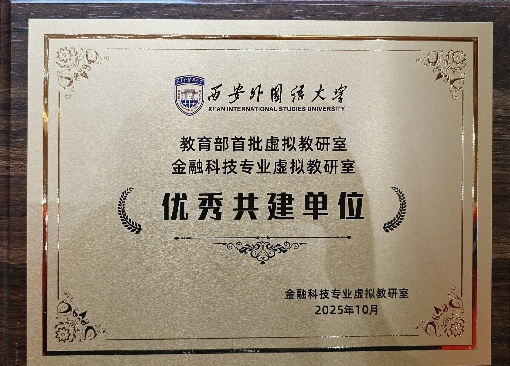 西安外国语大学
XI'AN INTERNATIONAL STUDIES UNIVERSITY
教育部首批虚拟教研室
金融科技专业虚拟教研室
优秀共建单位
金融科技专业虚拟教研室
2025年10月